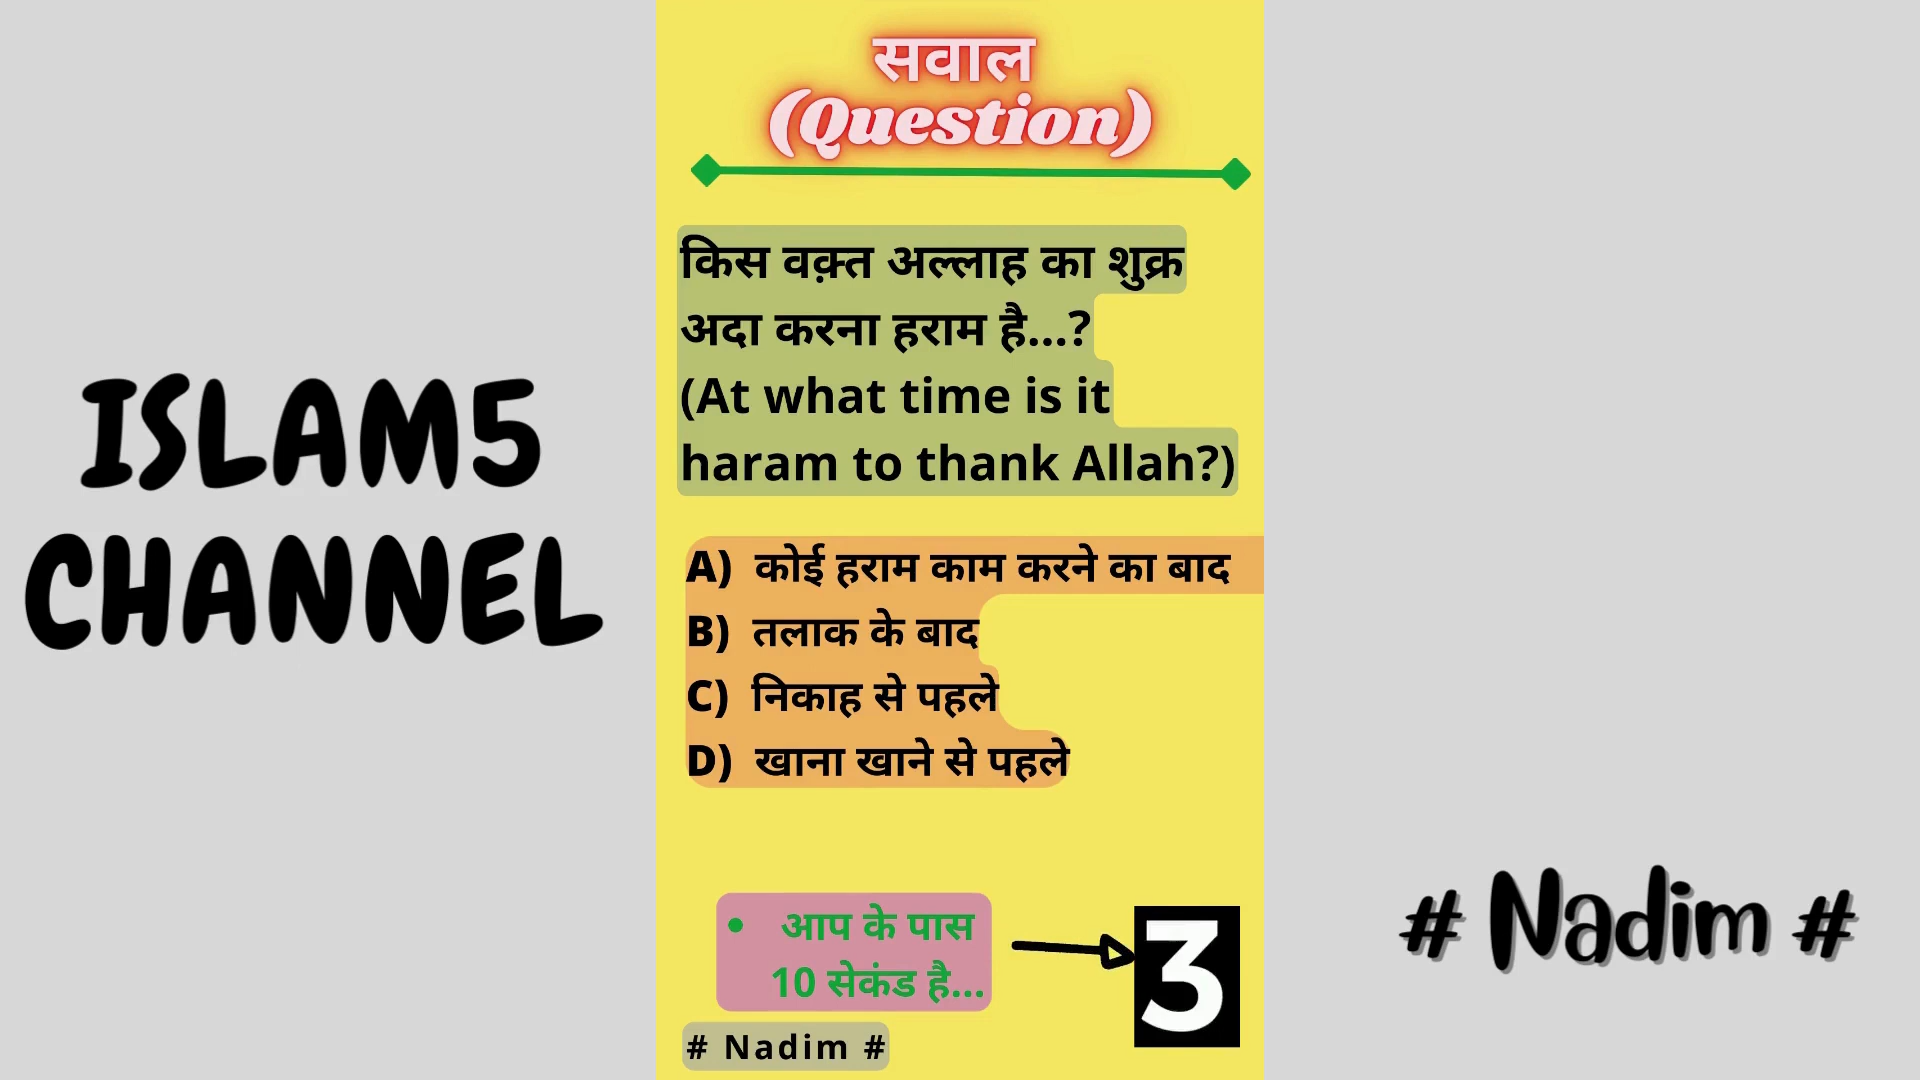 ISLAM5
CHANNEL
सवाल
(Question)
किस वक़्त अल्लाह का शुक्र
अदा करना हराम है...?
(At what time is it
haram to thank Allah?)
A) कोई हराम काम करने का बाद
B) तलाक के बाद
C) निकाह से पहले
D) खाना खाने से पहले
• आप के पास
10 सेकंड है...
3
# Nadim #
# Nadim #